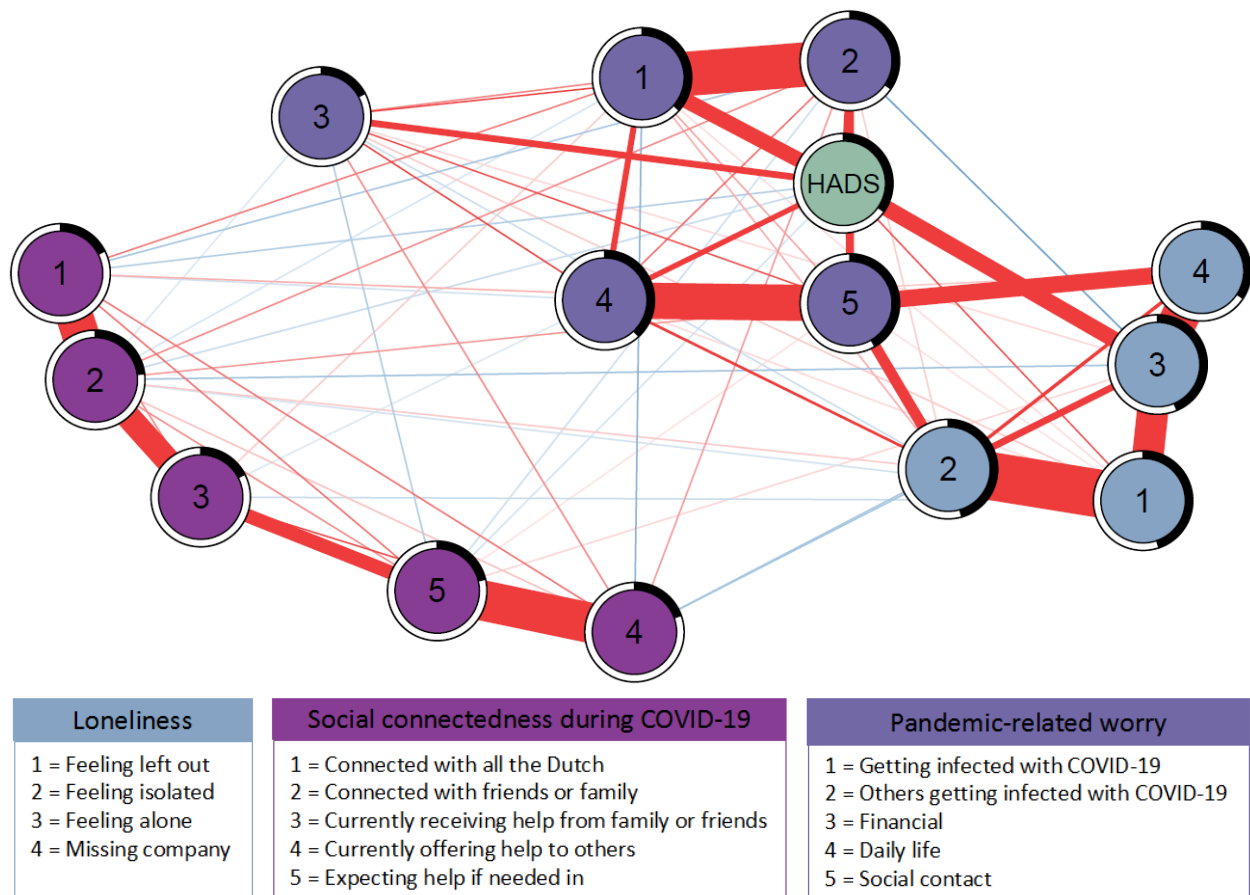 1
2
3
HADS
1
4
4
5
3
2
3
2
1
5
4
Loneliness
1 = Feeling left out
2 = Feeling isolated
3 = Feeling alone
4 = Missing company
Social connectedness during COVID-19
1 = Connected with all the Dutch
2 = Connected with friends or family
3 = Currently receiving help from family or friends
4 = Currently offering help to others
5 = Expecting help if needed in
Pandemic-related worry
1 = Getting infected with COVID-19
2 = Others getting infected with COVID-19
3 = Financial
4 = Daily life
5 = Social contact